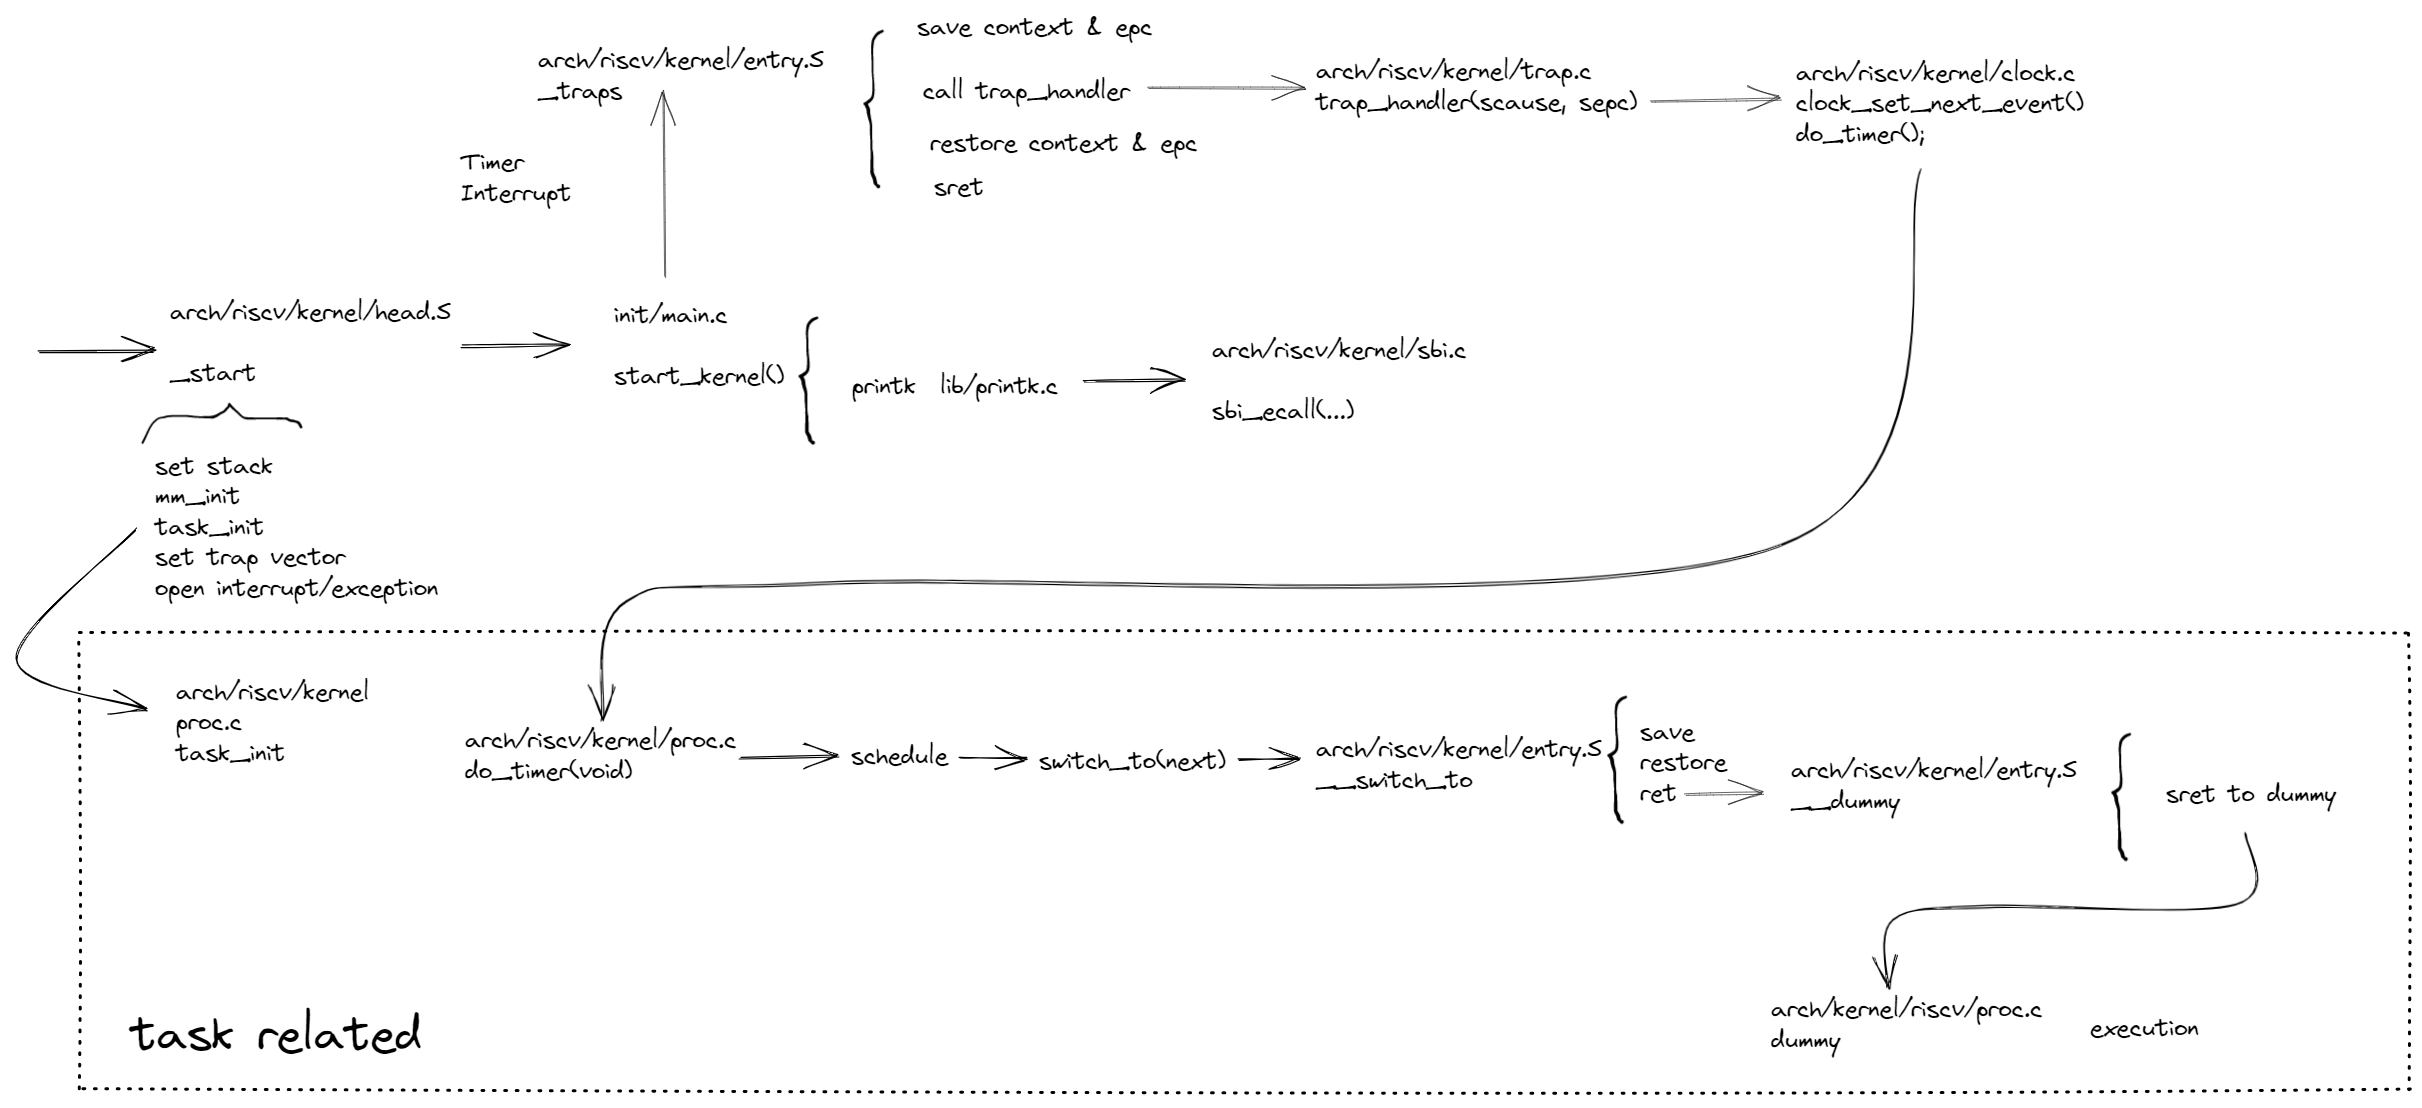 save context & epc
arch/riscv/kernel/entry.S
_traps
call trap_handler
restore context & epc
sret
arch/riscv/kernel/trap.c
trap_handler(scause, sepc)
arch/riscv/kernel/clock.c
clock_set_next_event()
do_timer();
Timer
Interrupt
arch/riscv/kernel/head.S
_start
set stack
mm_init
task_init
set trap vector
open interrupt/exception
init/main.c
start_kernel()
printk lib/printk.c
arch/riscv/kernel/sbi.c
sbi_ecall(...)
arch/riscv/kernel
proc.c
task_init
arch/riscv/kernel/proc.c
do_timer(void)
schedule
switch_to(next)
arch/riscv/kernel/entry.S
__switch_to
save
restore
ret
arch/riscv/kernel/entry.S
__dummy
sret to dummy
arch/kernel/riscv/proc.c
dummy
execution
task related